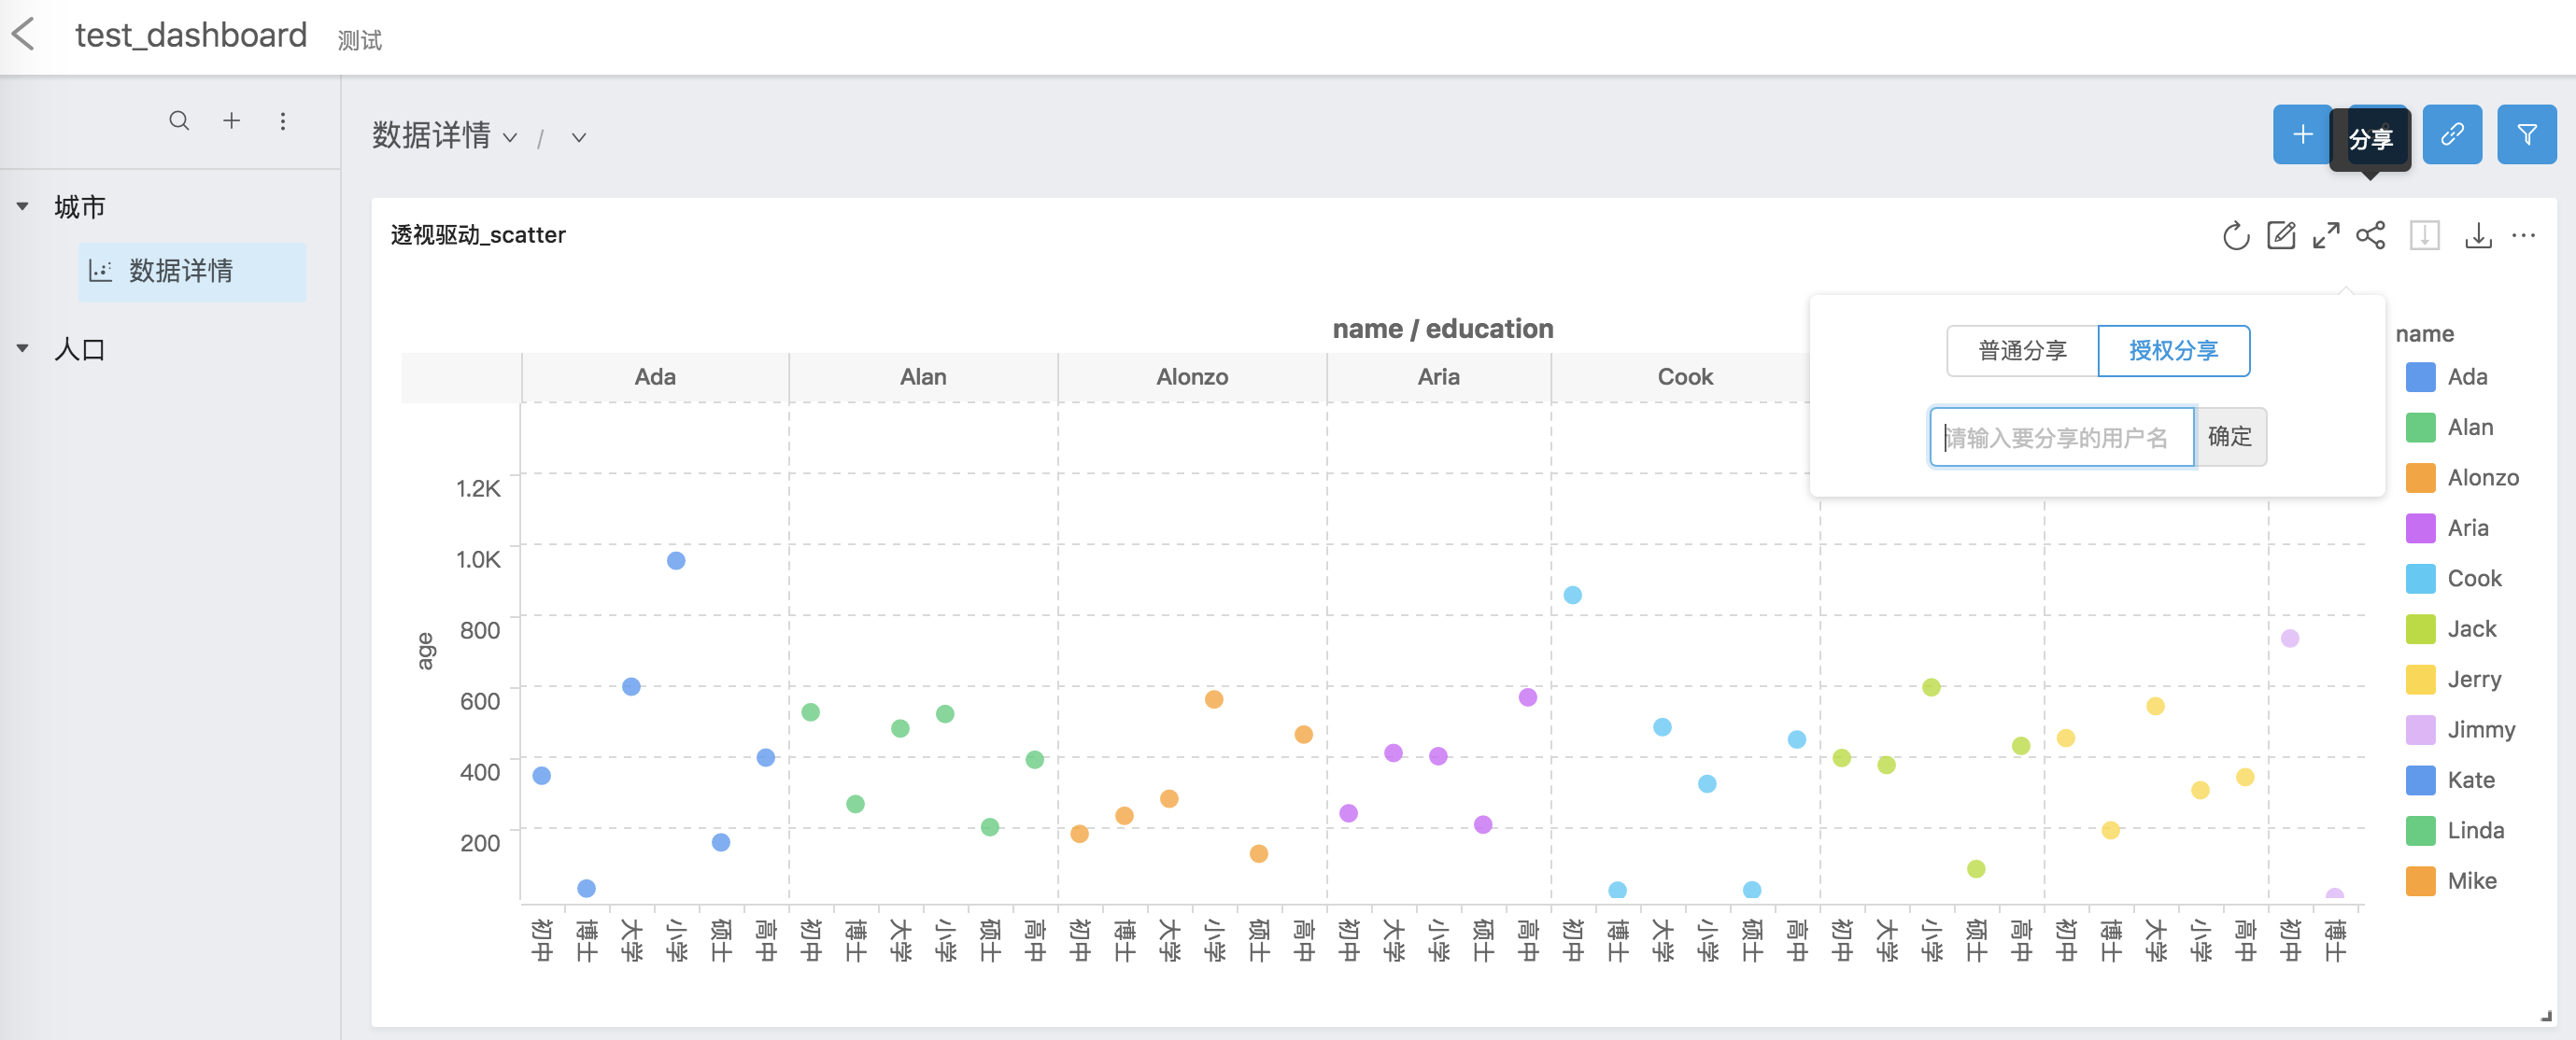 test_dashboard 测试
数据详情 /
分享
城市
数据详情
人口
透视驱动_scatter
普通分享 授权分享
请输入要分享的用户名 确定
name / education
Ada Alan Alonzo Aria Cook
age
1.2K
1.0K
800
600
400
200
初中 博士 大学 小学 硕士 高中 初中 博士 大学 小学 硕士 高中 初中 博士 大学 小学 硕士 高中 初中 大学 小学 硕士 高中 初中 博士 大学 小学 硕士 高中 初中 大学 小学 硕士 高中 初中 博士 大学 小学 高中 初中 博士
name
Ada
Alan
Alonzo
Aria
Cook
Jack
Jerry
Jimmy
Kate
Linda
Mike